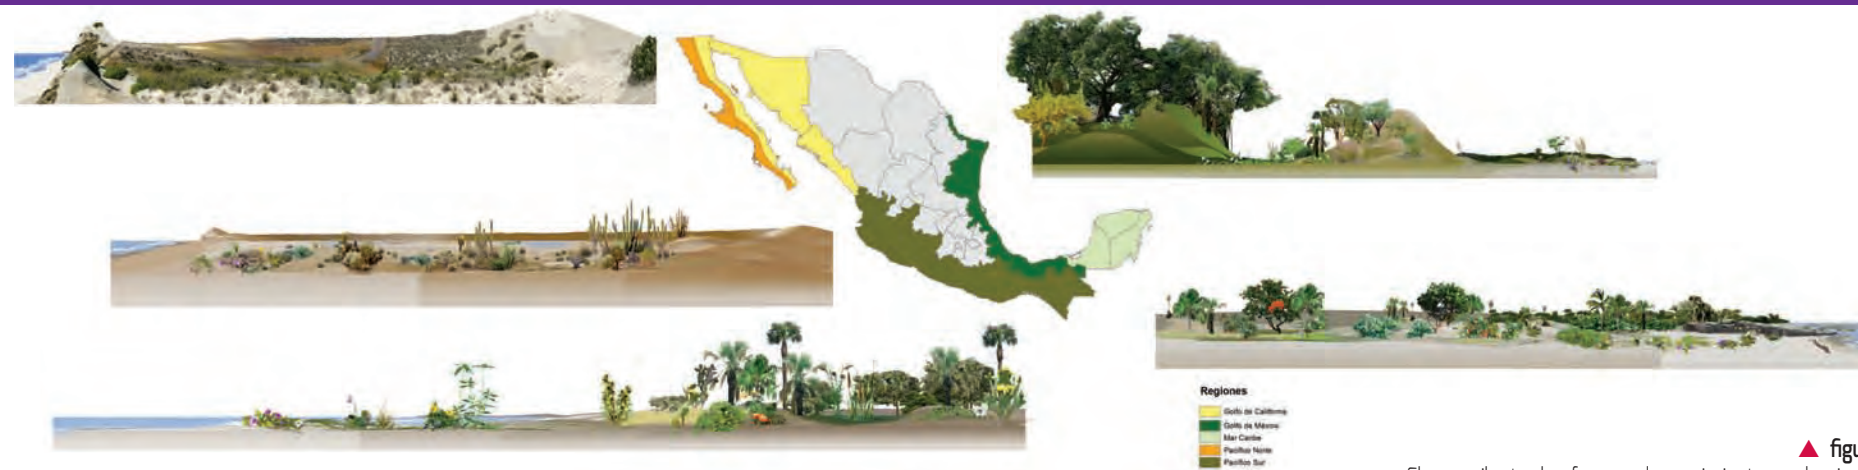 Regiones
Golfo de California
Golfo de México
Mar Caribe
Pacífico Norte
Pacífico Sur
▲ figu